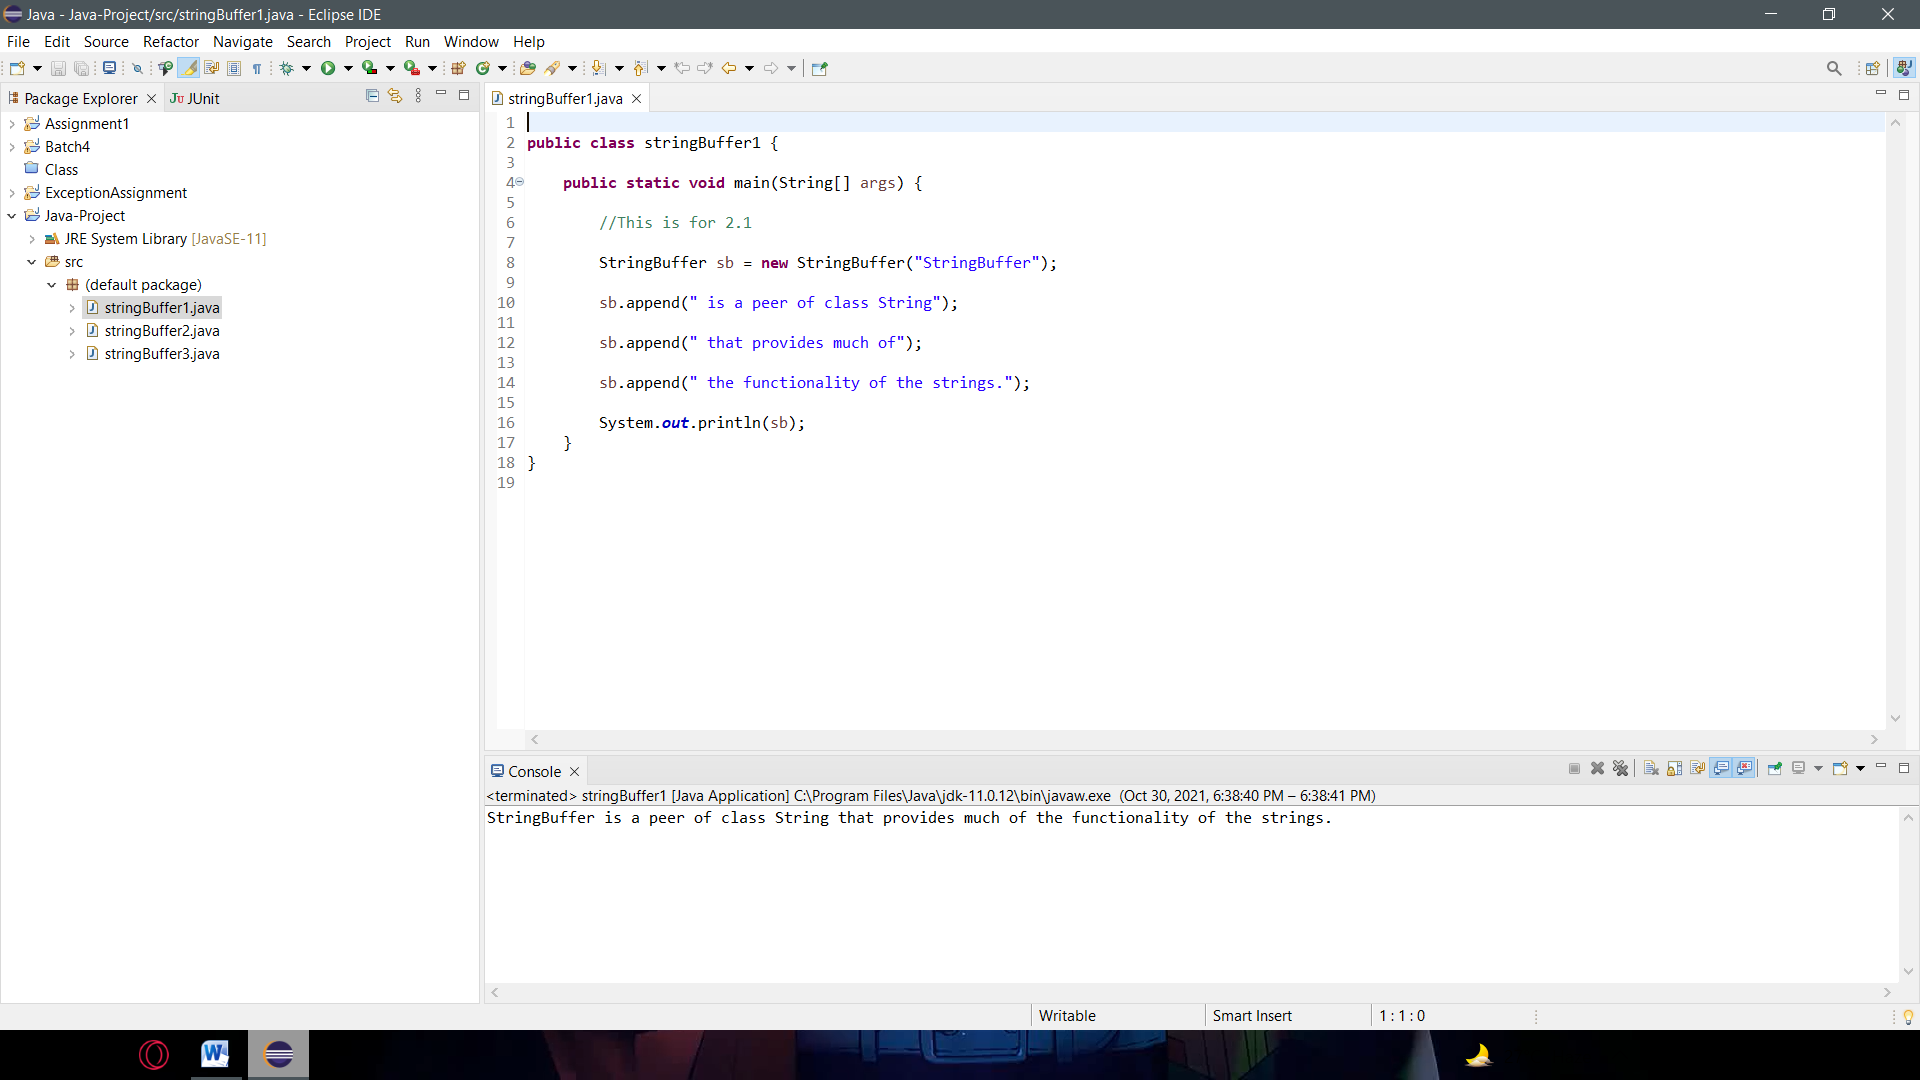 Java - Java-Project/src/stringBuffer1.java - Eclipse IDE
File Edit Source Refactor Navigate Search Project Run Window Help
Package Explorer
JUnit
Assignment1
Batch4
Class
ExceptionAssignment
Java-Project
JRE System Library [JavaSE-11]
src
(default package)
stringBuffer1.java
stringBuffer2.java
stringBuffer3.java
stringBuffer1.java
1
2 public class stringBuffer1 {
3
4 public static void main(String[] args) {
5
6 //This is for 2.1
7
8 StringBuffer sb = new StringBuffer("StringBuffer");
9
10 sb.append(" is a peer of class String");
11
12 sb.append(" that provides much of");
13
14 sb.append(" the functionality of the strings.");
15
16 System.out.println(sb);
17 }
18 }
19
Console
<terminated> stringBuffer1 [Java Application] C:\Program Files\Java\jdk-11.0.12\bin\javaw.exe (Oct 30, 2021, 6:38:40 PM – 6:38:41 PM)
StringBuffer is a peer of class String that provides much of the functionality of the strings.
Writable Smart Insert 1 : 1 : 0